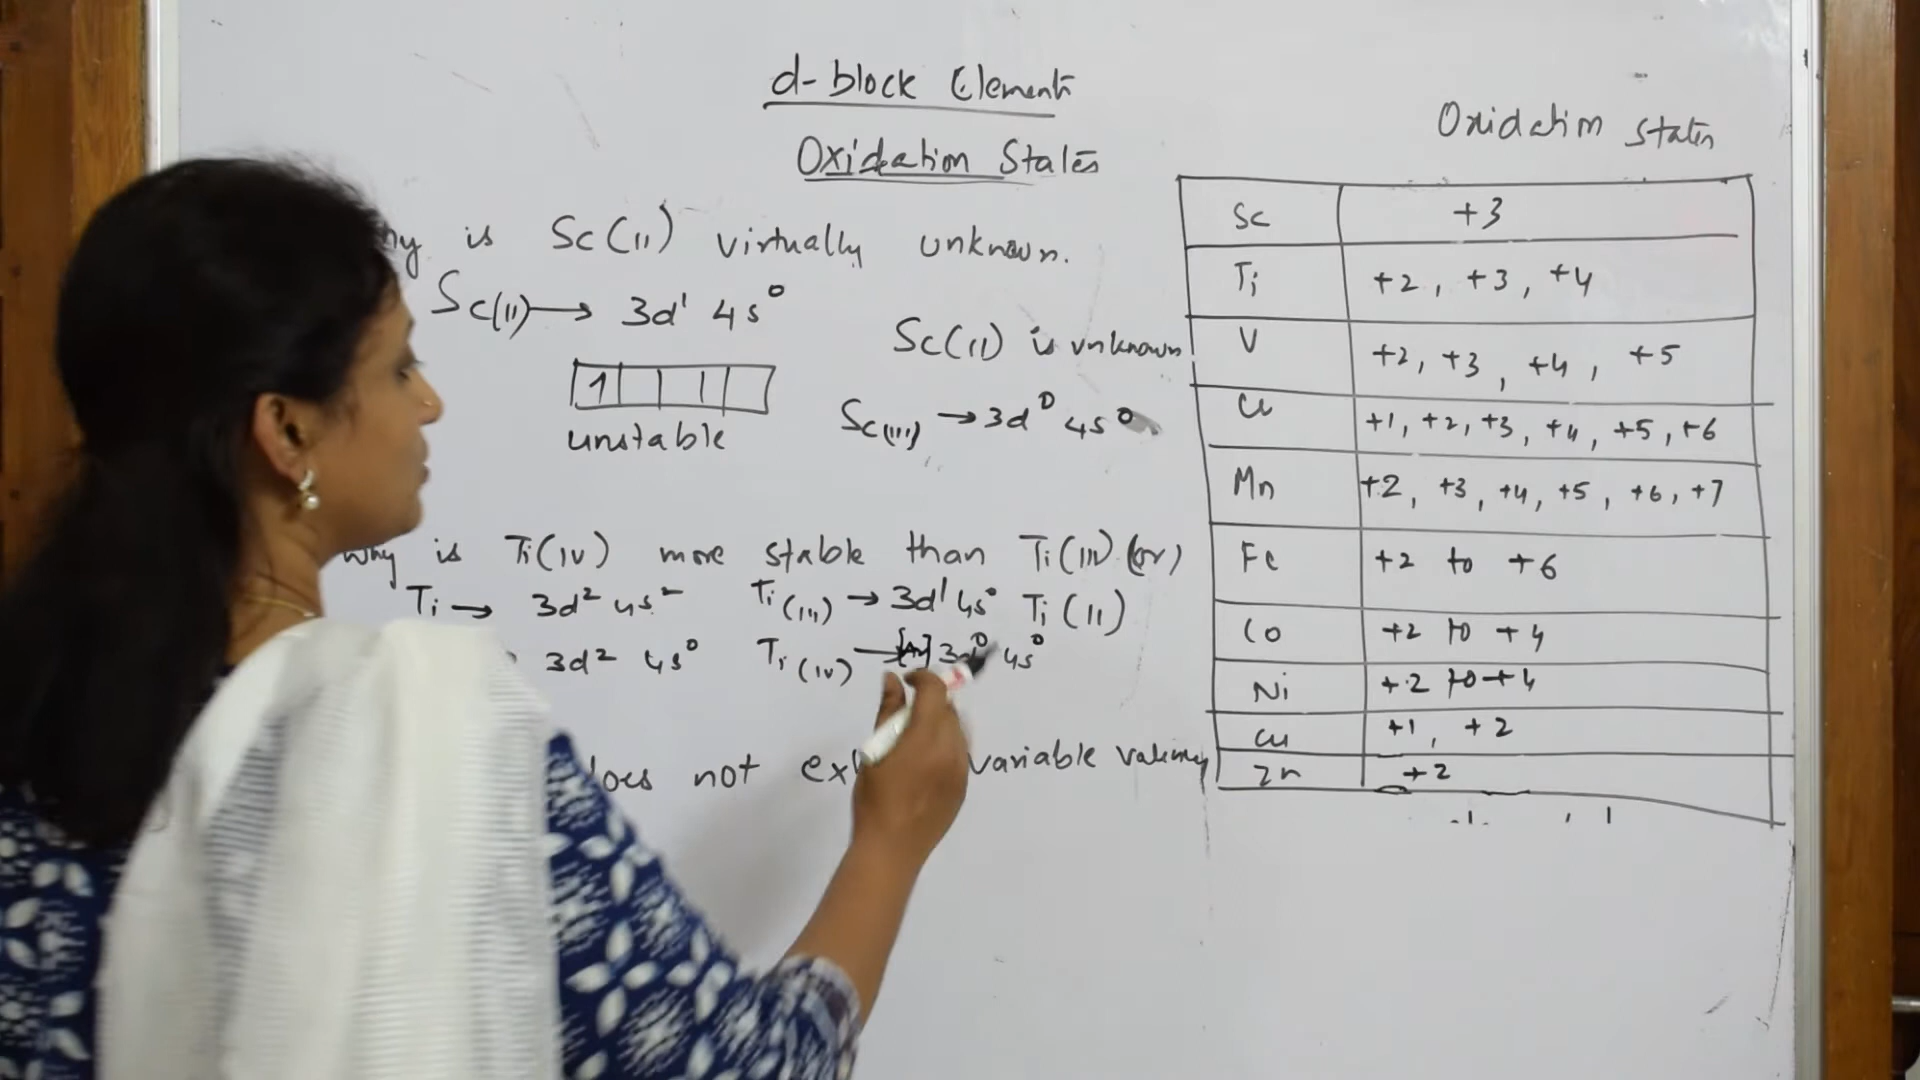 d-block Elements
Oxidation States
is Sc(II) virtually unknown.
Sc(II) → 3d¹ 4s⁰
1
unstable
Sc(II) is unknown
Sc(III) → 3d⁰ 4s⁰
why is Ti(IV) more stable than Ti(III) (or)
Ti(II)
Ti → 3d² 4s²
Ti(III) → 3d¹ 4s⁰
3d² 4s⁰
Ti(IV) → [Ar] 3d⁰ 4s⁰
does not variable valency
Oxidation States
Sc +3
Ti +2, +3, +4
V +2, +3, +4, +5
Cr +1, +2, +3, +4, +5, +6
Mn +2, +3, +4, +5, +6, +7
Fe +2 to +6
Co +2 to +4
Ni +2 to +4
Cu +1, +2
Zn +2